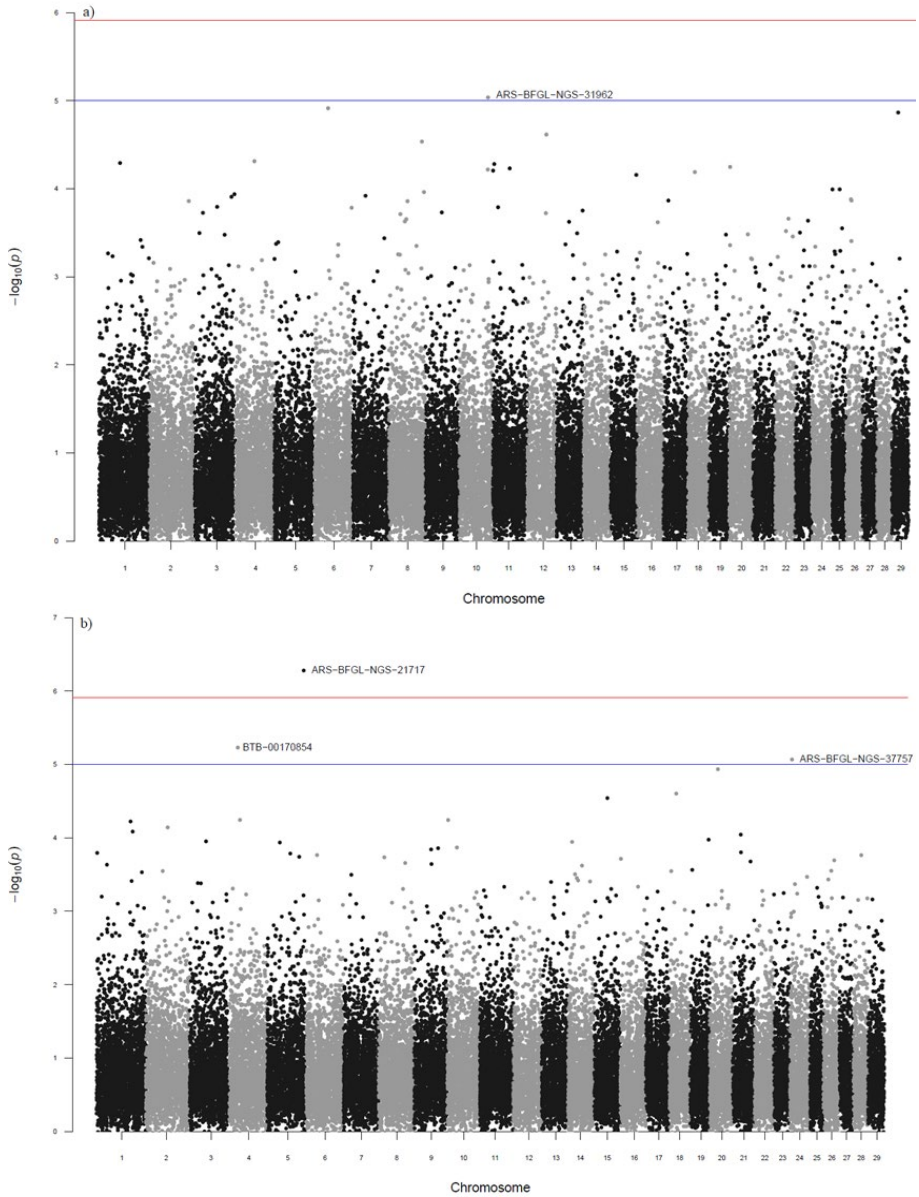 a)
6
ARS-BFGL-NGS-31962
5
4
3
2
1
0
−log10(p)
1 2 3 4 5 6 7 8 9 10 11 12 13 14 15 16 17 18 19 20 21 22 23 24 25 26 27 28 29
Chromosome
b)
7
ARS-BFGL-NGS-21717
6
BTB-00170854
ARS-BFGL-NGS-37757
5
4
3
2
1
0
−log10(p)
1 2 3 4 5 6 7 8 9 10 11 12 13 14 15 16 17 18 19 20 21 22 23 24 25 26 27 28 29
Chromosome